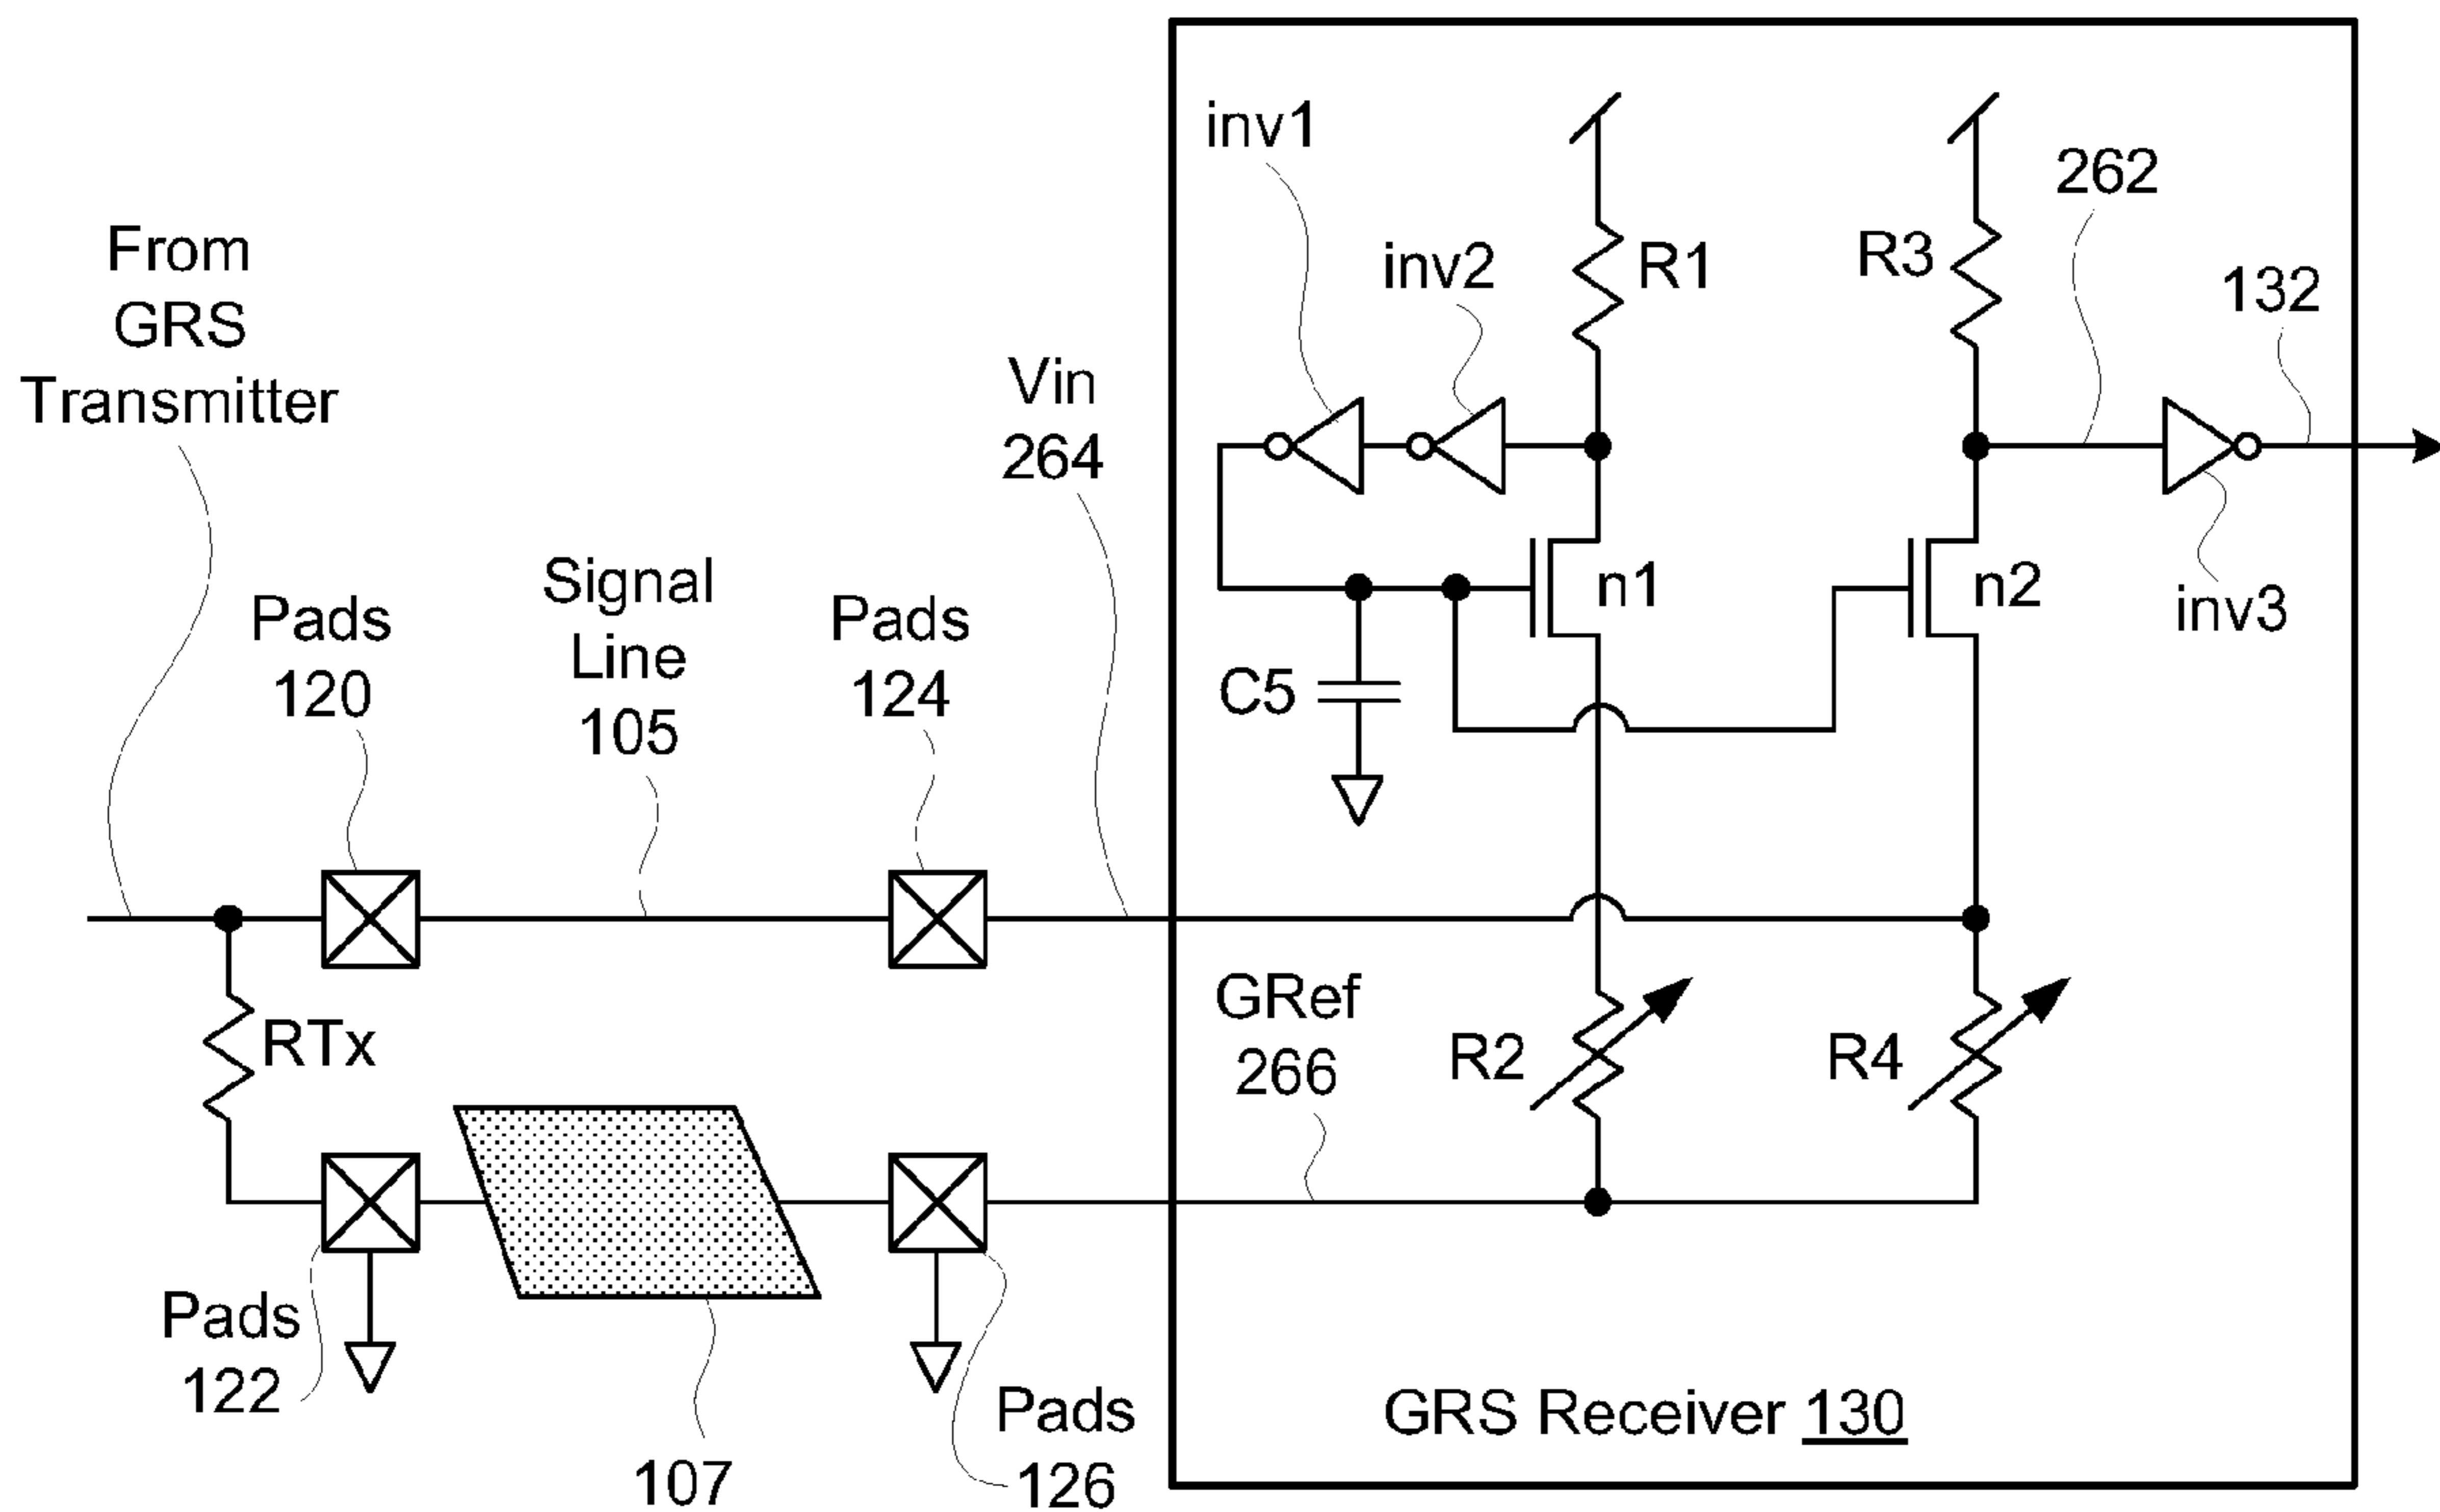 inv1
262
From
GRS
Transmitter
inv2
R1
R3
132
Vin
264
Signal
Line
105
Pads
120
Pads
124
n1
n2
inv3
C5
GRef
266
RTx
R2
R4
Pads
122
107
Pads
126
GRS Receiver 130